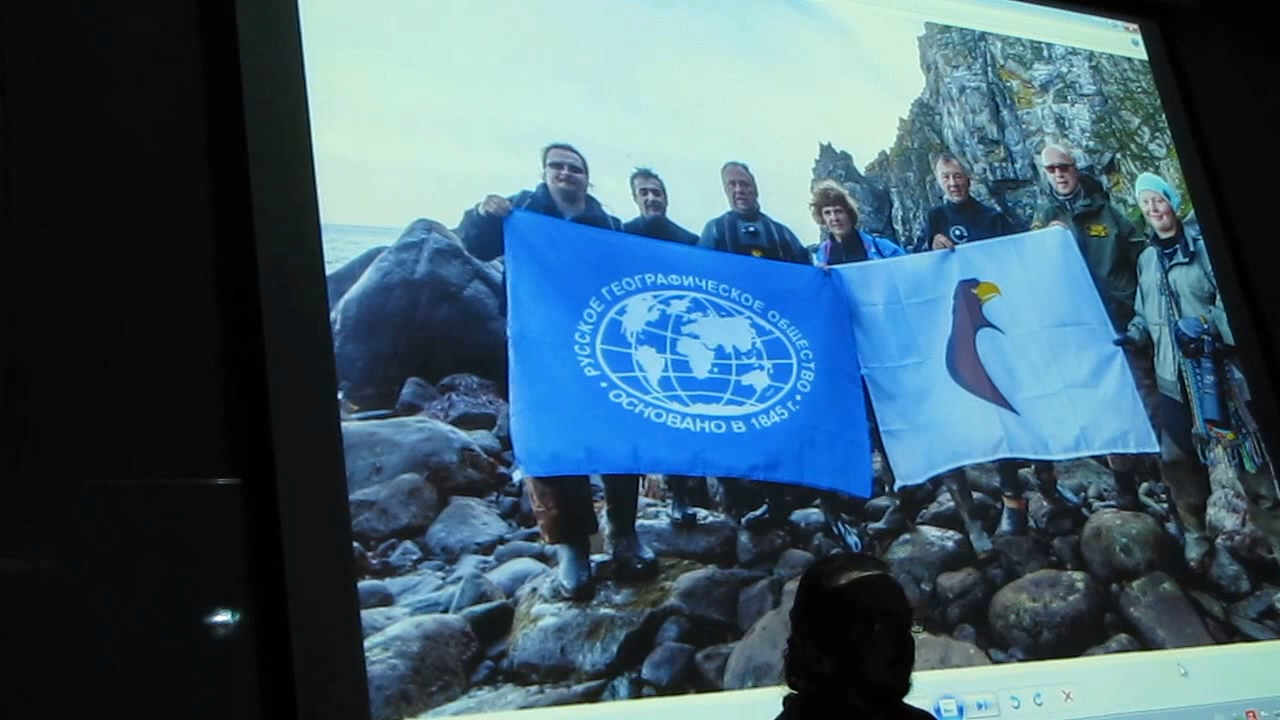 РУССКОЕ ГЕОГРАФИЧЕСКОЕ ОБЩЕСТВО
• ОСНОВАНО В 1845 г. •